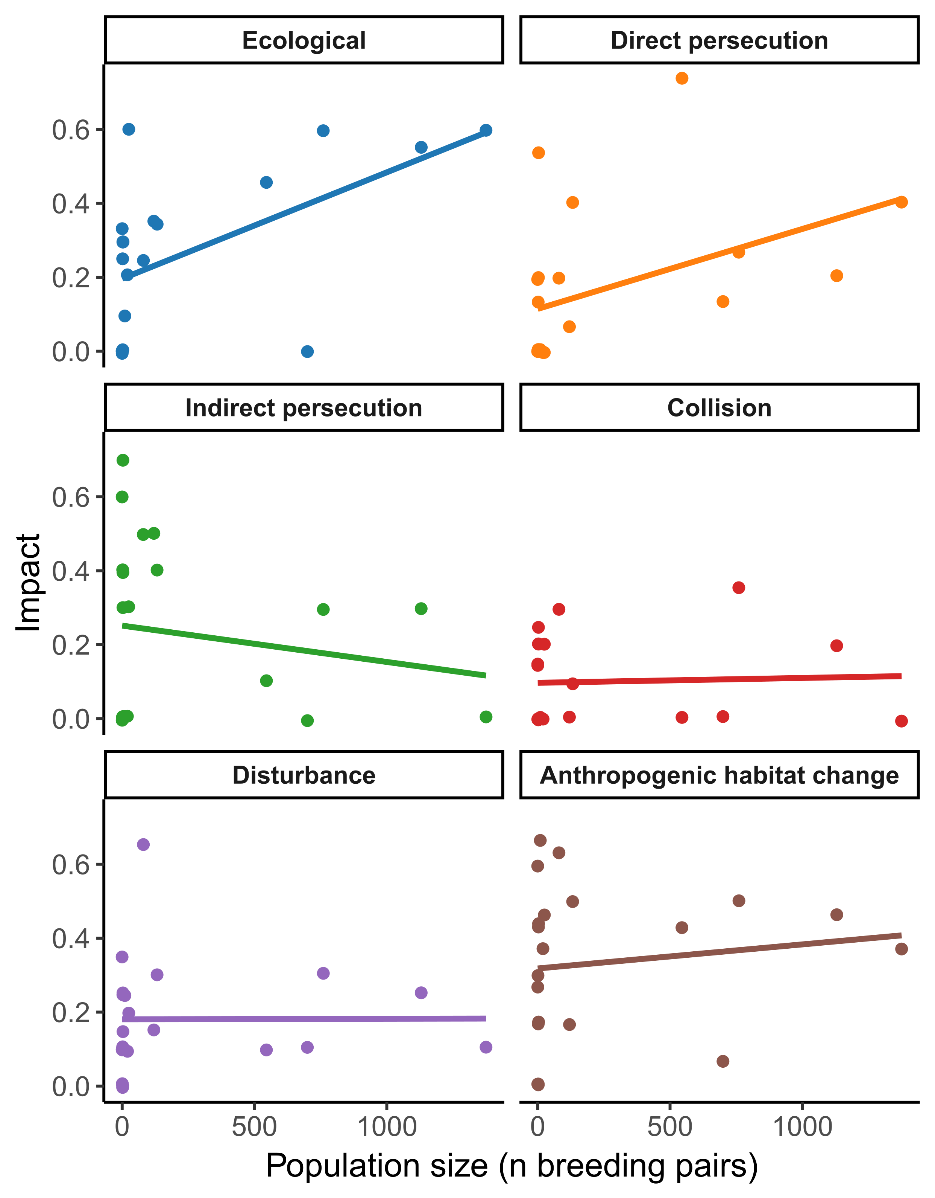 Ecological
Direct persecution
0.6
0.4
0.2
0.0
Indirect persecution
Collision
0.6
0.4
0.2
0.0
Impact
Disturbance
Anthropogenic habitat change
0.6
0.4
0.2
0.0
0 500 1000 0 500 1000
Population size (n breeding pairs)